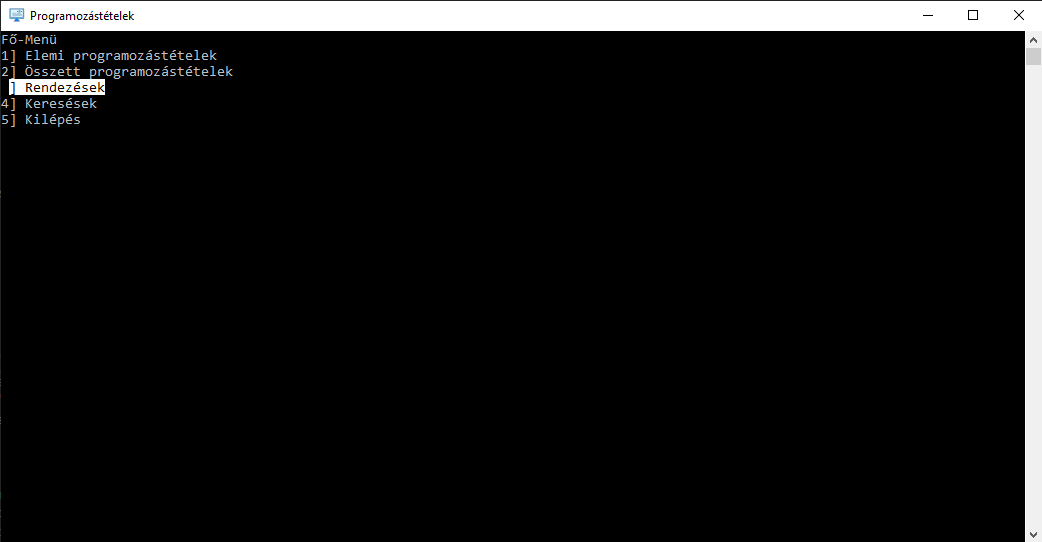 Programozástételek
Fő-Menü
1] Elemi programozástételek
2] Összett programozástételek
] Rendezések
4] Keresések
5] Kilépés